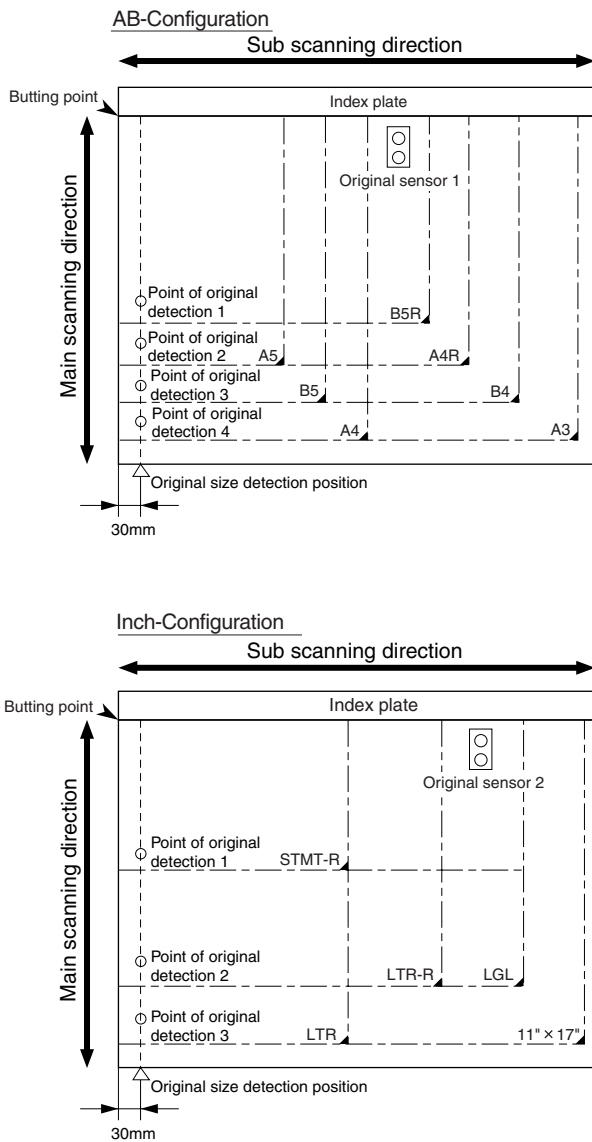 AB-Configuration
Sub scanning direction
Butting point
Index plate
Original sensor 1
Main scanning direction
Point of original
detection 1
B5R
Point of original
detection 2
A5
A4R
Point of original
detection 3
B5
B4
Point of original
detection 4
A4
A3
Original size detection position
30mm
Inch-Configuration
Sub scanning direction
Butting point
Index plate
Original sensor 2
Main scanning direction
Point of original
detection 1
STMT-R
Point of original
detection 2
LTR-R
LGL
Point of original
detection 3
LTR
11" × 17"
Original size detection position
30mm